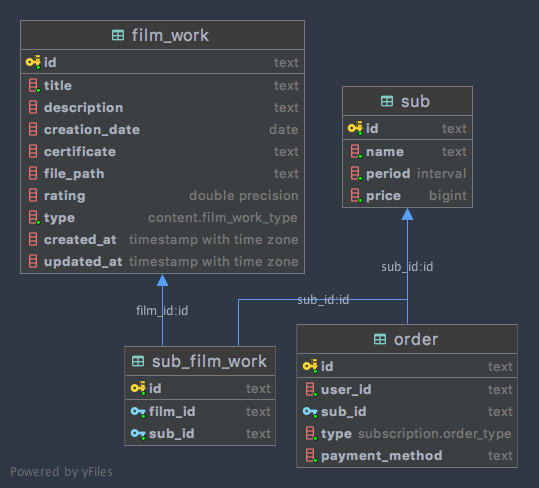 film_work
id text
title text
description text
creation_date date
certificate text
file_path text
rating double precision
type content.film_work_type
created_at timestamp with time zone
updated_at timestamp with time zone
sub
id text
name text
period interval
price bigint
sub_id:id
sub_id:id
film_id:id
sub_film_work
id text
film_id text
sub_id text
order
id text
user_id text
sub_id text
type subscription.order_type
payment_method text
Powered by yFiles